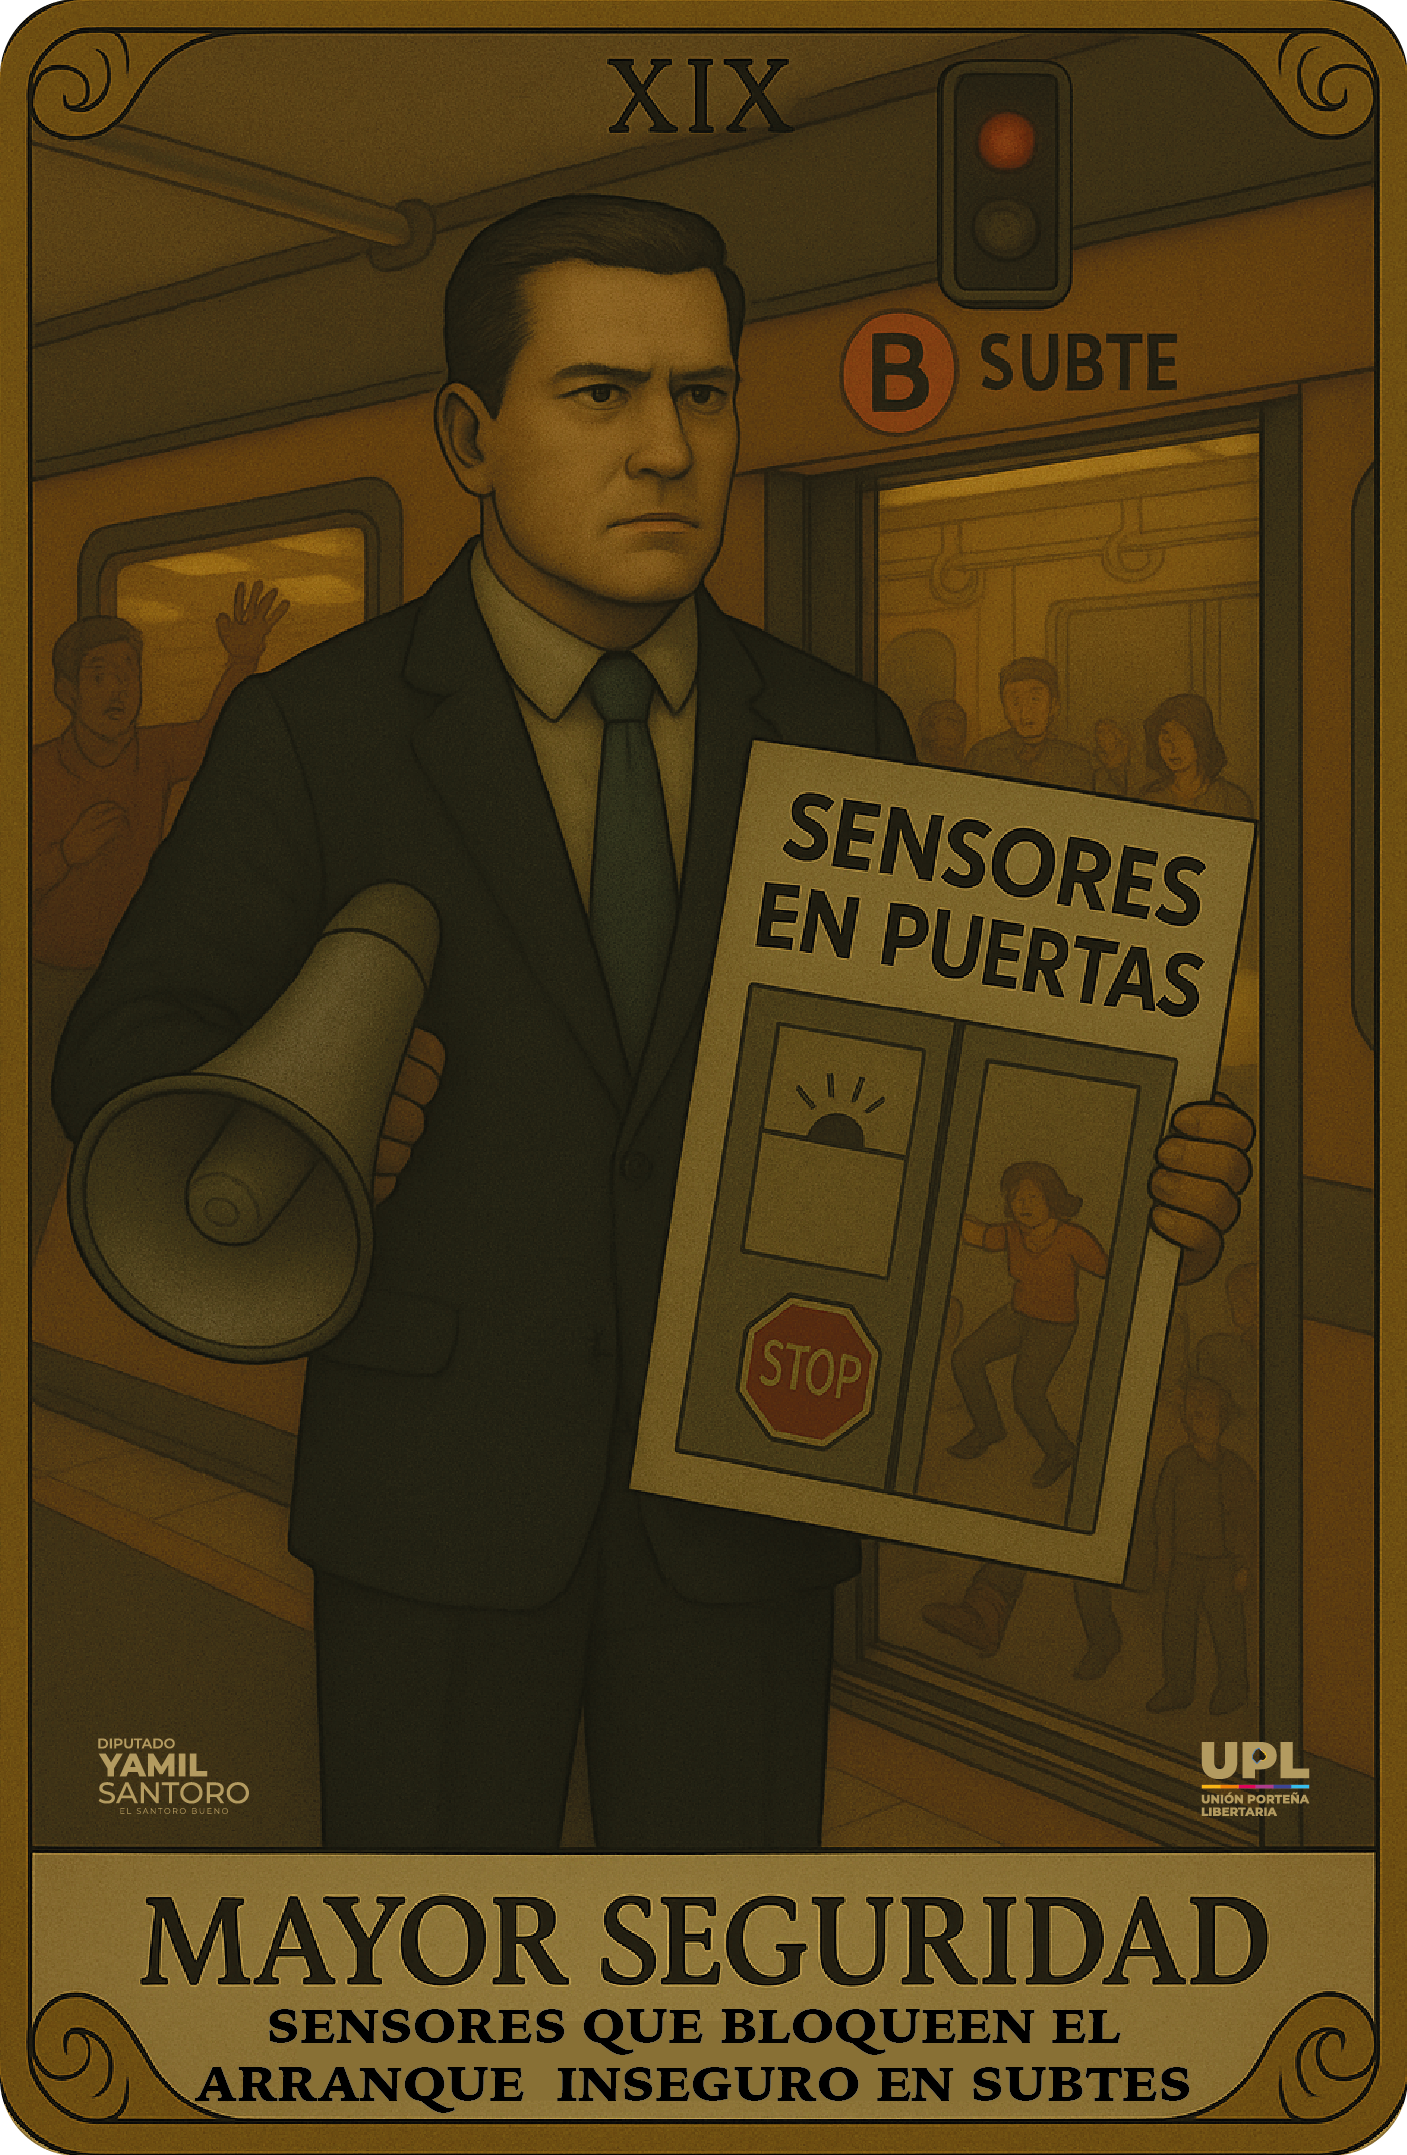 XIX
B SUBTE
SENSORES
EN PUERTAS
STOP
DIPUTADO
YAMIL
SANTORO
EL SANTORO BUENO
UPL
UNIÓN PORTEÑA
LIBERTARIA
MAYOR SEGURIDAD
SENSORES QUE BLOQUEEN EL
ARRANQUE INSEGURO EN SUBTES